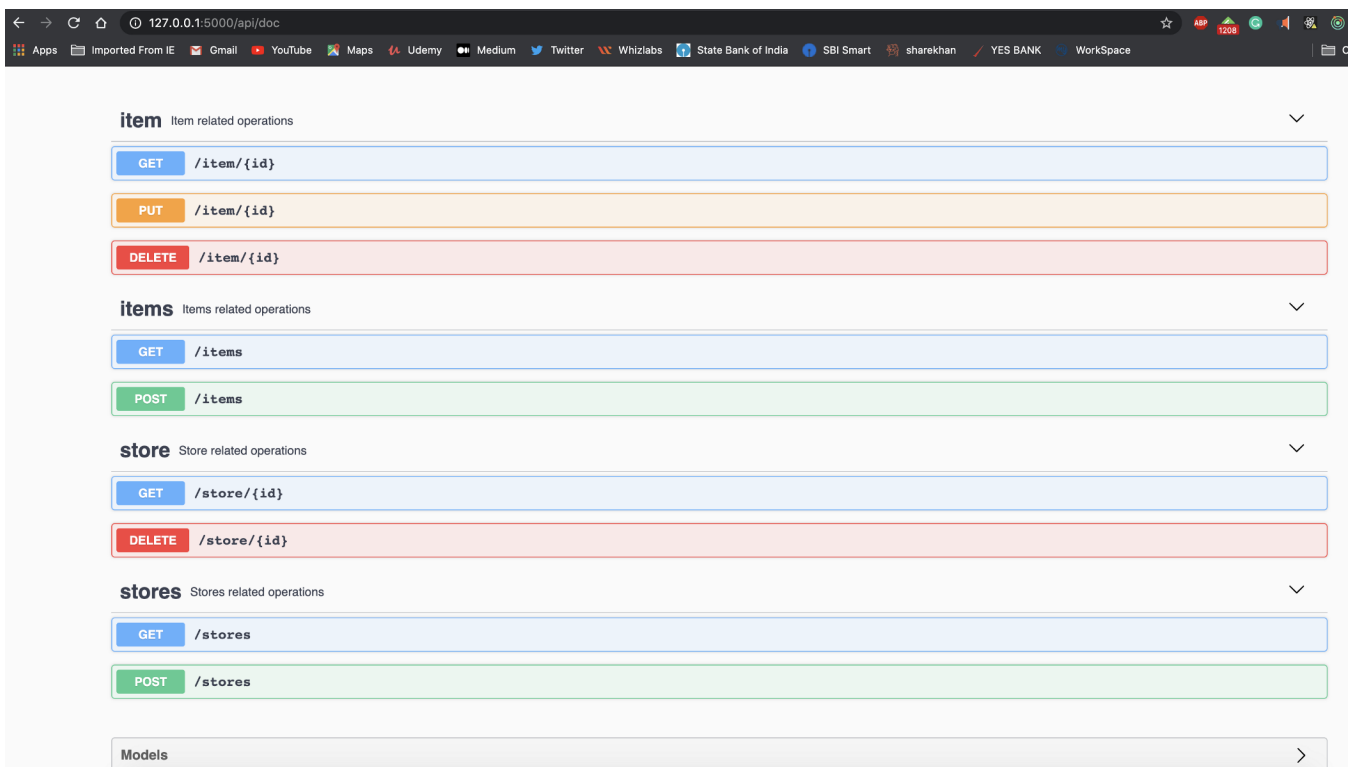 127.0.0.1:5000/api/doc
ABP
1208
Apps Imported From IE Gmail YouTube Maps Udemy Medium Twitter Whizlabs State Bank of India SBI Smart sharekhan YES BANK WorkSpace
item Item related operations
GET /item/{id}
PUT /item/{id}
DELETE /item/{id}
items Items related operations
GET /items
POST /items
store Store related operations
GET /store/{id}
DELETE /store/{id}
stores Stores related operations
GET /stores
POST /stores
Models